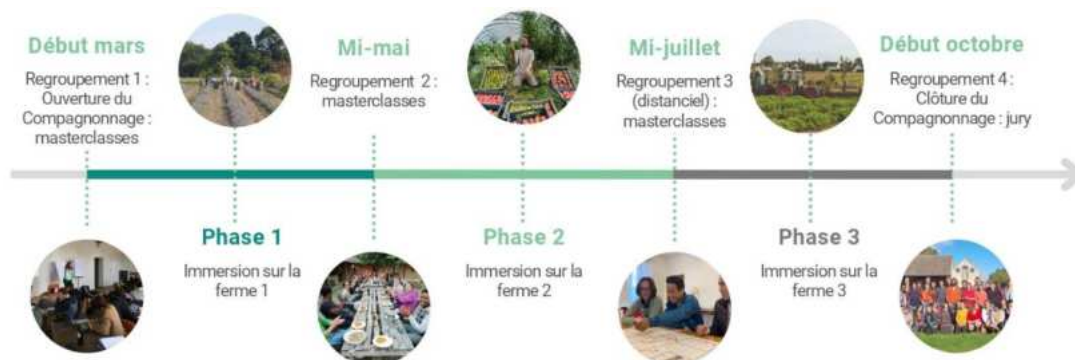 Début mars
Regroupement 1 :
Ouverture du
Compagnonnage :
masterclasses
Mi-mai
Regroupement 2 :
masterclasses
Mi-juillet
Regroupement 3
(distanciel) :
masterclasses
Début octobre
Regroupement 4 :
Clôture du
Compagnonnage : jury
Phase 1
Immersion sur la
ferme 1
Phase 2
Immersion sur la
ferme 2
Phase 3
Immersion sur la
ferme 3